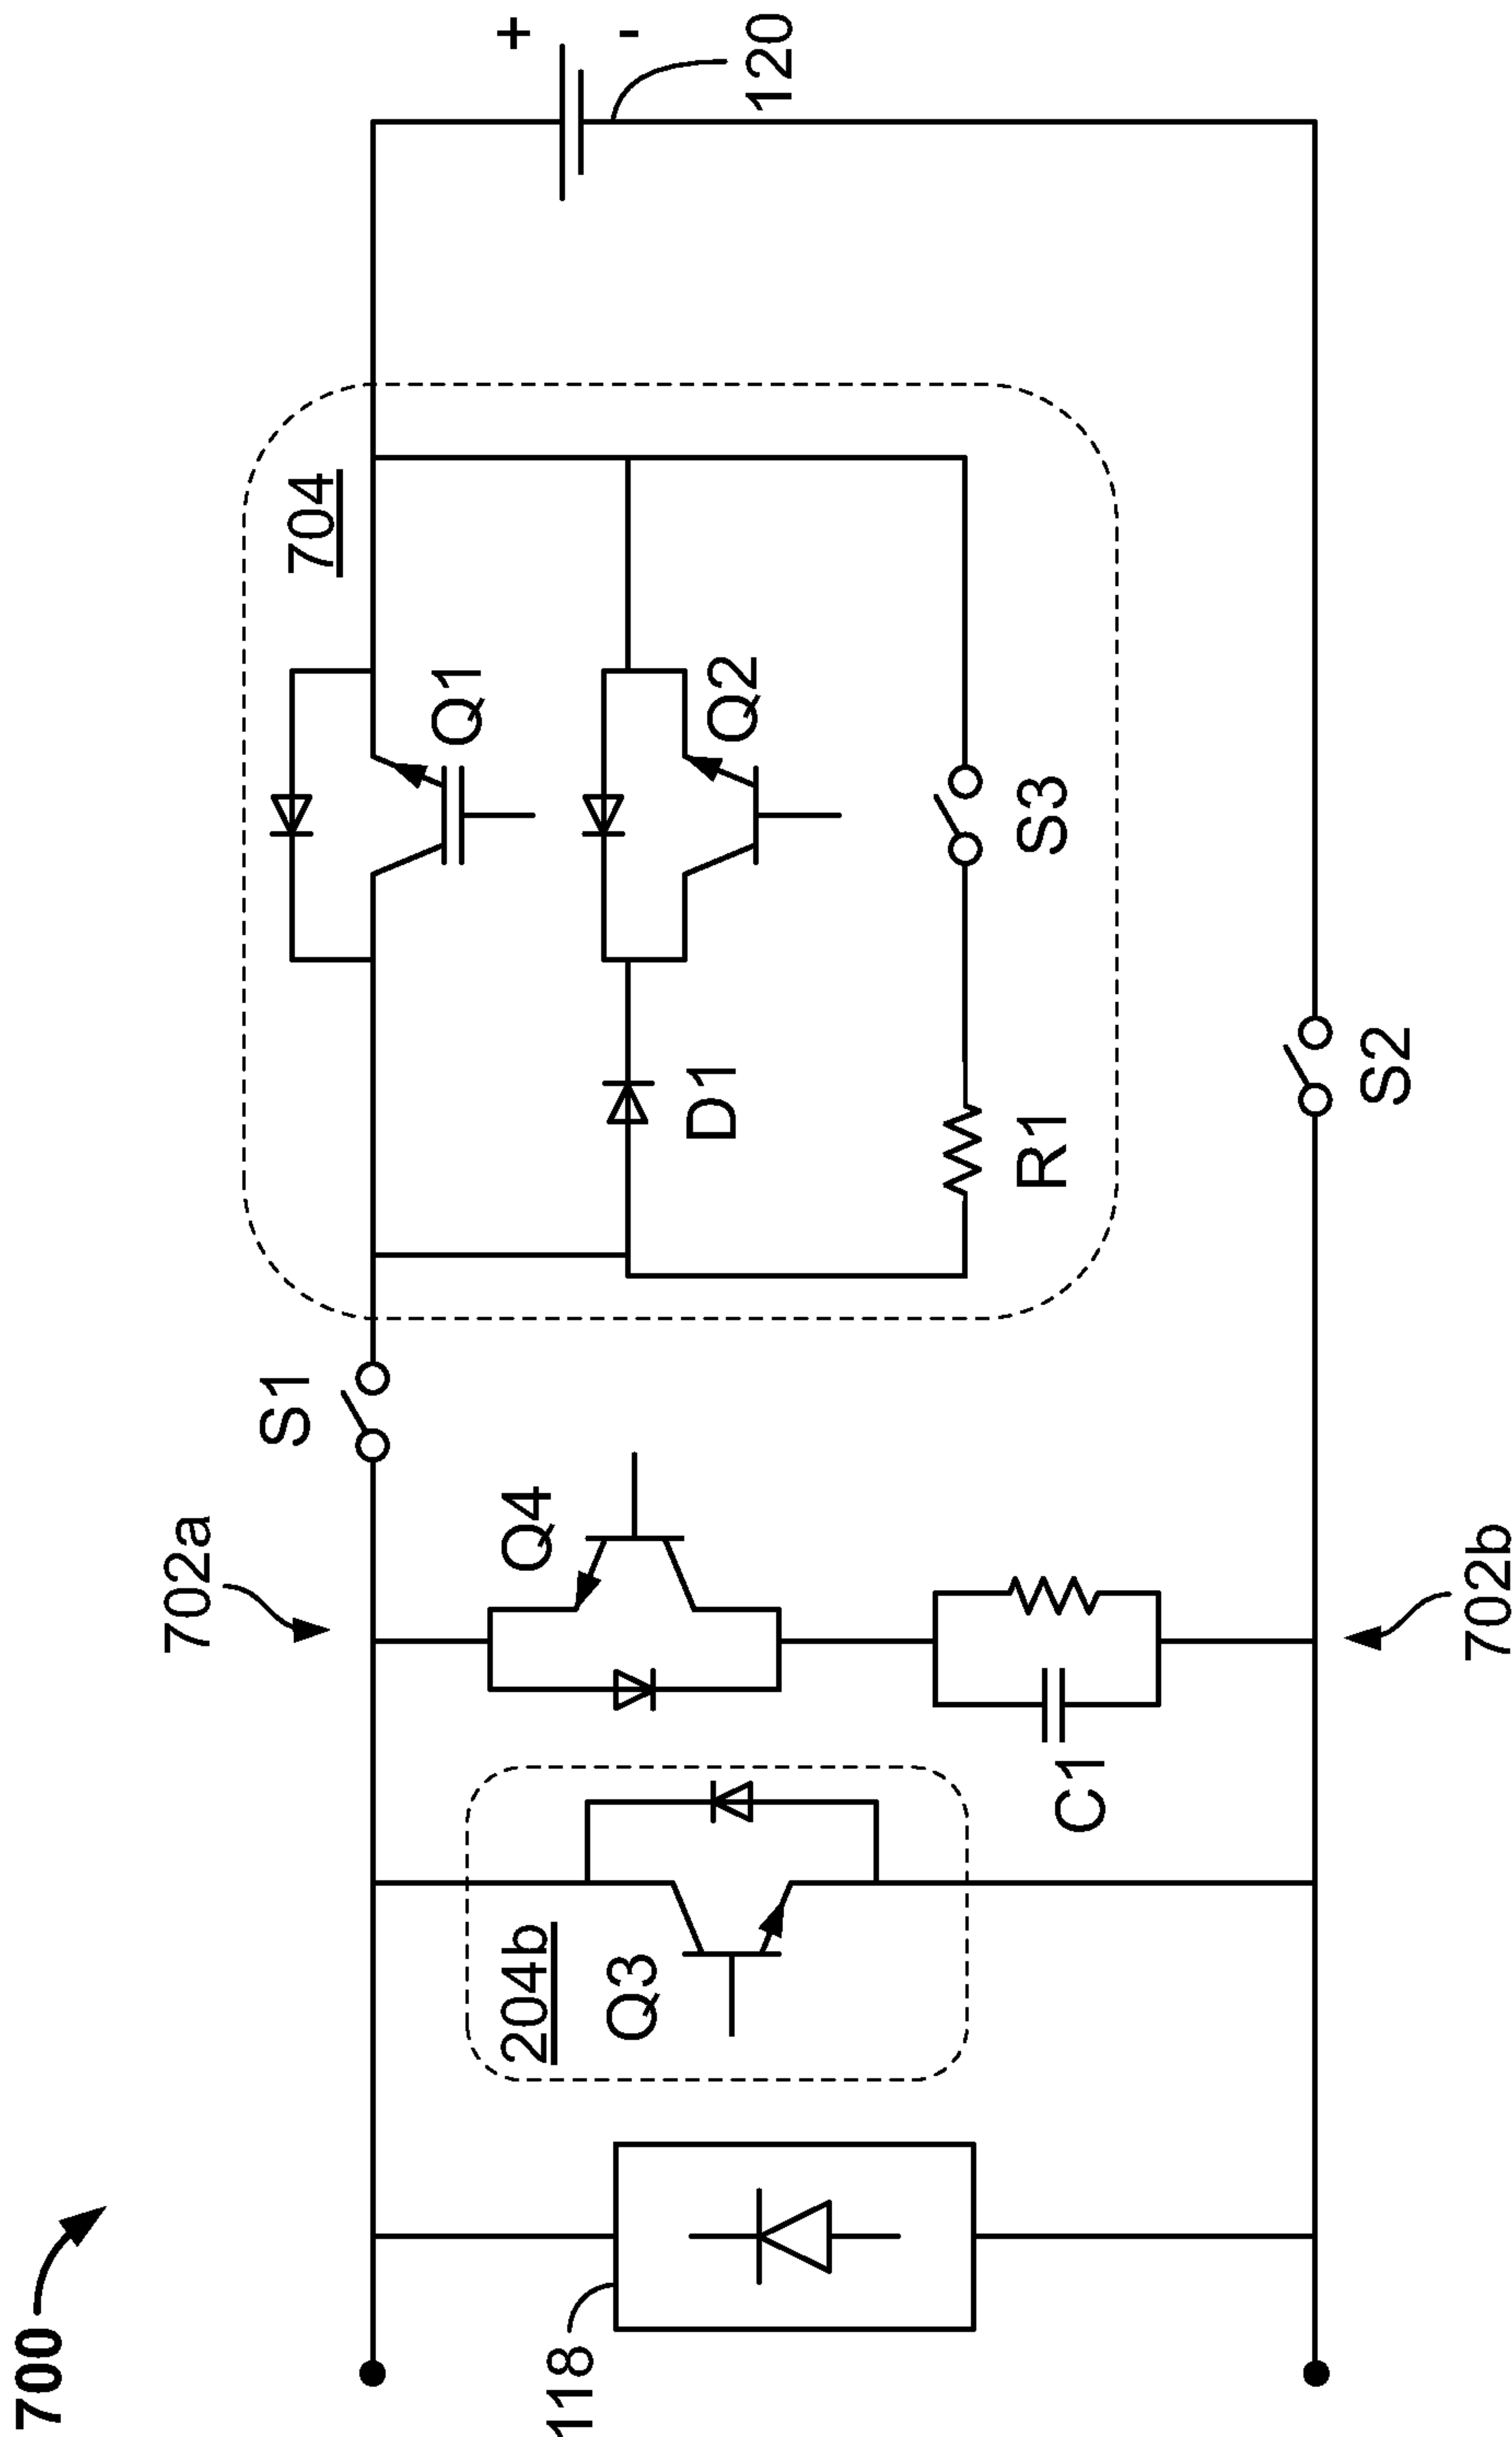 700
702a
S1
704
Q1
+
118
204b
Q4
Q3
-
D1
Q2
120
R1
S3
C1
S2
702b